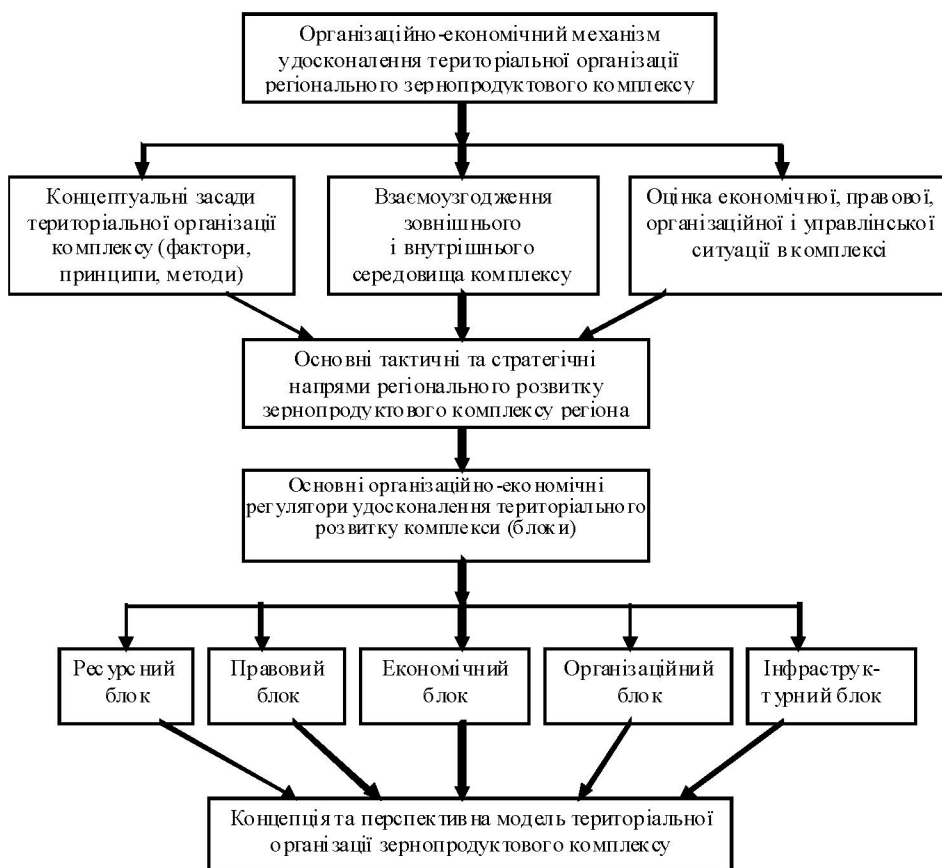 Організаційно-економічний механізм
удосконалення територіальної організації
регіонального зернопродуктового комплексу
Концептуальні засади
територіальної організації
комплексу (фактори,
принципи, методи)
Взаємоузгодження
зовнішнього
і внутрішнього
середовища комплексу
Оцінка економічної, правової,
організаційної і управлінської
ситуації в комплексі
Основні тактичні та стратегічні
напрями регіонального розвитку
зернопродуктового комплексу регіона
Основні організаційно-економічні
регулятори удосконалення територіального
розвитку комплекси (блоки)
Ресурсний
блок
Правовий
блок
Економічний
блок
Організаційний
блок
Інфраструк-
турний блок
Концепція та перспективна модель територіальної
організації зернопродуктового комплексу